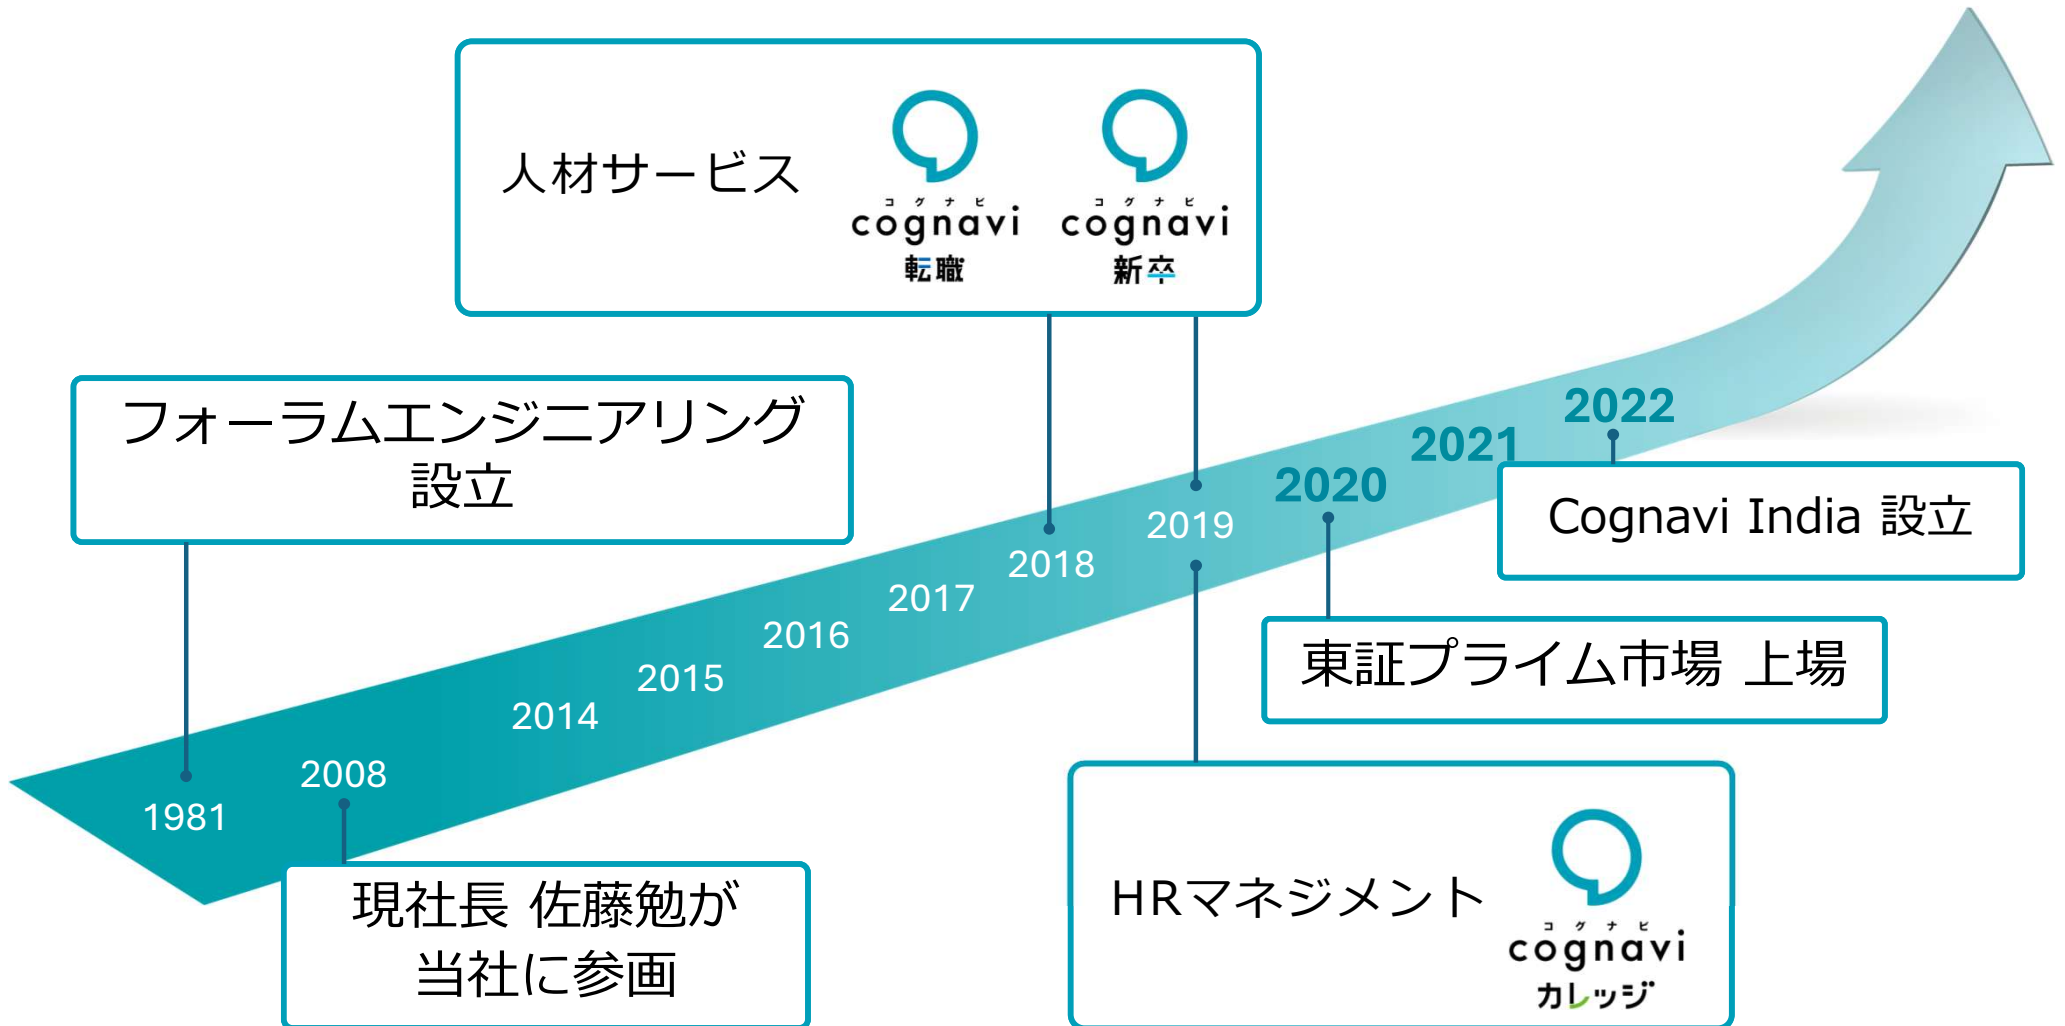 人材サービス
コグナビ
cognavi
転職
コグナビ
cognavi
新卒
フォーラムエンジニアリング
設立
1981
2008
2014
2015
2016
2017
2018
2019
2020
2021
2022
Cognavi India 設立
東証プライム市場 上場
現社長 佐藤勉が
当社に参画
HRマネジメント
コグナビ
cognavi
カレッジ